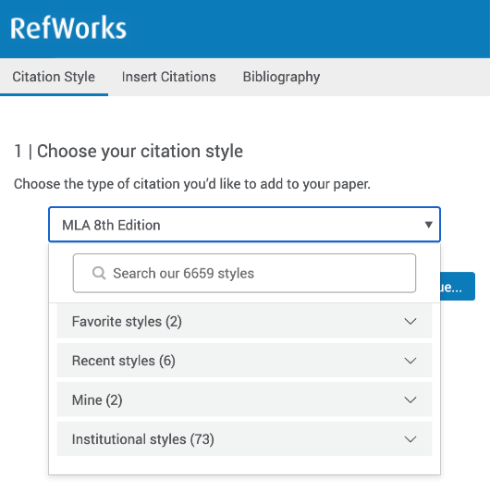 RefWorks
Citation Style Insert Citations Bibliography
1 | Choose your citation style
Choose the type of citation you'd like to add to your paper.
MLA 8th Edition
Search our 6659 styles
ue...
Favorite styles (2)
Recent styles (6)
Mine (2)
Institutional styles (73)